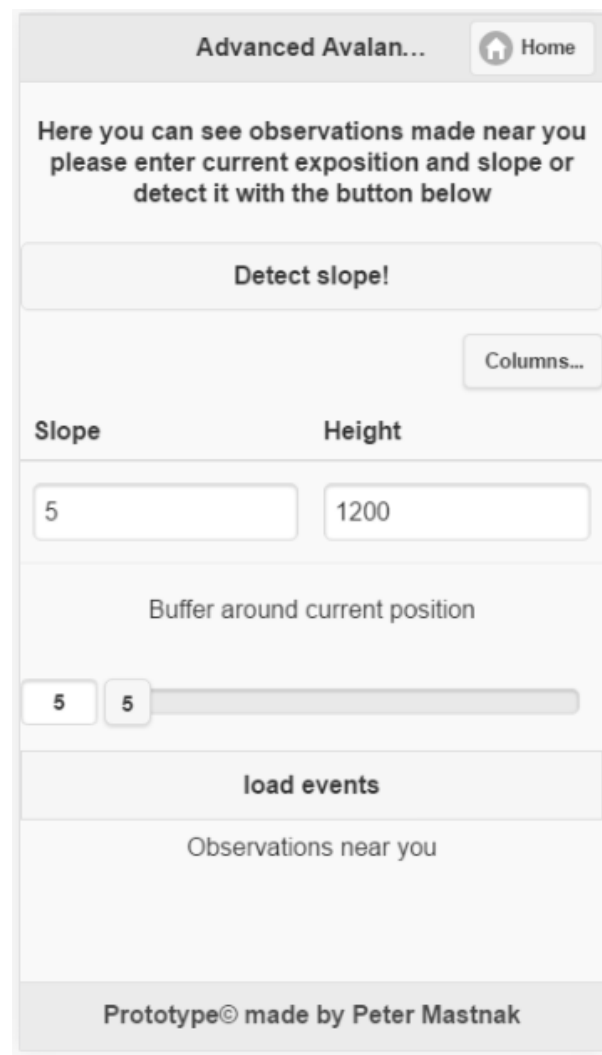 Advanced Avalan... Home
Here you can see observations made near you
please enter current exposition and slope or
detect it with the button below
Detect slope!
Columns...
Slope Height
5 1200
Buffer around current position
5 5
load events
Observations near you
Prototype© made by Peter Mastnak